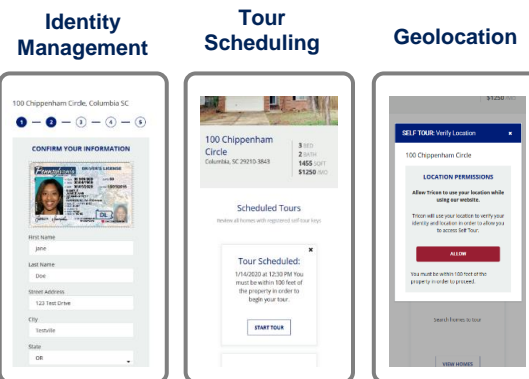 Identity
Management
Tour
Scheduling
Geolocation
100 Chippenham Circle, Columbia SC
1 2 3 4 5
CONFIRM YOUR INFORMATION
Pennsylvania
DRIVER'S LICENSE
DL
First Name
Jane
Last Name
Doe
Street Address
123 Test Drive
City
Testville
State
OR
100 Chippenham
Circle
Columbia, SC 29210-3843
3 BED
2 BATH
1455 SQFT
$1250 /MO
Scheduled Tours
Review all homes with registered self tour keys
Tour Scheduled:
1/14/2020 at 12:30 PM You
must be within 100 feet of
the property in order to
begin your tour.
START TOUR
$1250 /MO
SELF TOUR: Verify Location
100 Chippenham Circle
LOCATION PERMISSIONS
Allow Tricon to use your location while
using our website.
Tricon will use your location to verify your
identity and location in order to allow you
to access Self Tour.
ALLOW
You must be within 100 feet of the
property in order to proceed.
Search homes to tour
VIEW HOMES